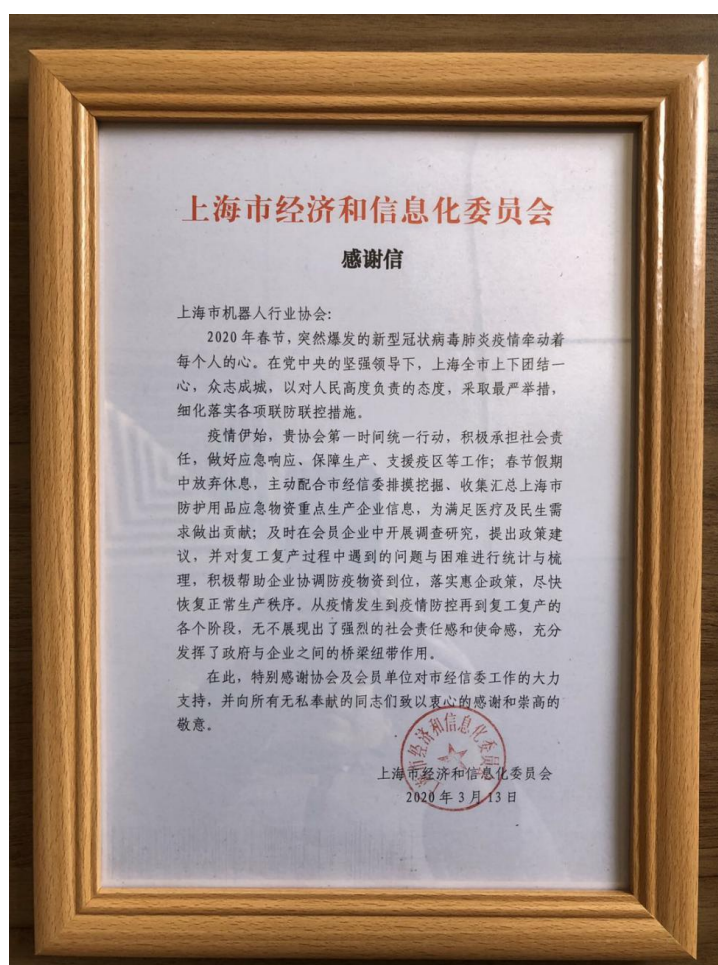 上海市经济和信息化委员会
感谢信
上海市机器人行业协会:
2020年春节,突然爆发的新型冠状病毒肺炎疫情牵动着
每个人的心。在党中央的坚强领导下，上海全市上下团结一
心，众志成城，以对人民高度负责的态度，采取最严举措，
细化落实各项联防联控措施。
疫情伊始，贵协会第一时间统一行动，积极承担社会责
任，做好应急响应、保障生产、支援疫区等工作；春节假期
中放弃休息，主动配合市经信委排摸挖掘、收集汇总上海市
防护用品应急物资重点生产企业信息，为满足医疗及民生需
求做出贡献；及时在会员企业中开展调查研究，提出政策建
议，并对复工复产过程中遇到的问题与困难进行统计与梳
理，积极帮助企业协调防疫物资到位，落实惠企政策，尽快
恢复正常生产秩序。从疫情发生到疫情防控再到复工复产的
各个阶段，无不展现出了强烈的社会责任感和使命感，充分
发挥了政府与企业之间的桥梁纽带作用。
在此，特别感谢协会及会员单位对市经信委工作的大力
支持，并向所有无私奉献的同志们致以衷心的感谢和崇高的
敬意。
上海市经济和信息化委员会
上海市经济和信息化委员会
2020年3月13日